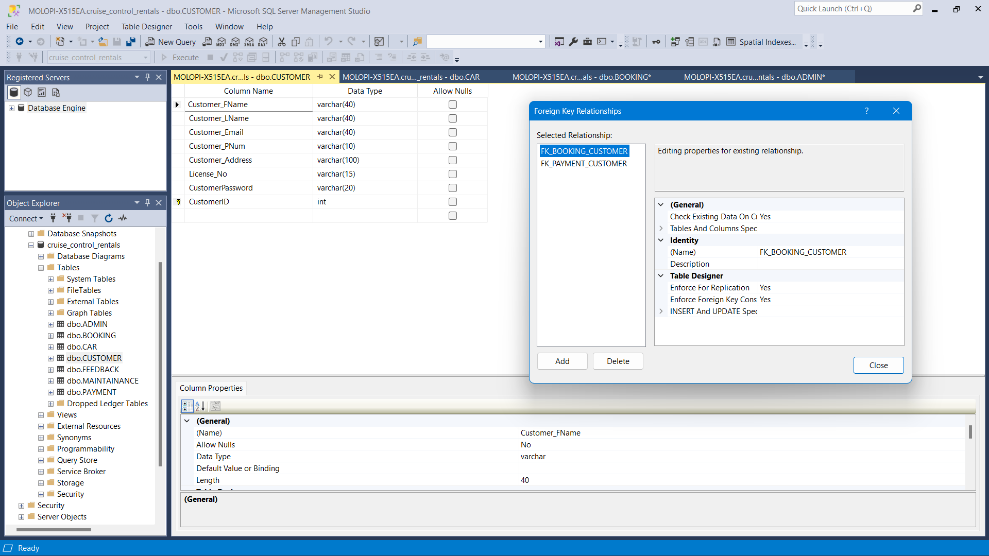 MOLOPI-X515EA.cruise_control_rentals - dbo.CUSTOMER - Microsoft SQL Server Management Studio
Quick Launch (Ctrl+Q)
File Edit View Project Table Designer Tools Window Help
New Query
Spatial Indexes...
cruise_control_rentals
Execute
Registered Servers
Database Engine
MOLOPI-X515EA.cr...ls - dbo.CUSTOMER
MOLOPI-X515EA.cru..._rentals - dbo.CAR
MOLOPI-X515EA.cr...als - dbo.BOOKING*
MOLOPI-X515EA.cru...ntals - dbo.ADMIN*
Column Name Data Type Allow Nulls
Customer_FName varchar(40)
Customer_LName varchar(40)
Customer_Email varchar(40)
Customer_PNum varchar(10)
Customer_Address varchar(100)
License_No varchar(15)
CustomerPassword varchar(20)
CustomerID int
Object Explorer
Connect
Database Snapshots
cruise_control_rentals
Database Diagrams
Tables
System Tables
FileTables
External Tables
Graph Tables
dbo.ADMIN
dbo.BOOKING
dbo.CAR
dbo.CUSTOMER
dbo.FEEDBACK
dbo.MAINTAINANCE
dbo.PAYMENT
Dropped Ledger Tables
Views
External Resources
Synonyms
Programmability
Query Store
Service Broker
Storage
Security
Security
Server Objects
Foreign Key Relationships
?
Selected Relationship:
FK_BOOKING_CUSTOMER
FK_PAYMENT_CUSTOMER
Editing properties for existing relationship.
(General)
Check Existing Data On Cr Yes
Tables And Columns Spec
Identity
(Name) FK_BOOKING_CUSTOMER
Description
Table Designer
Enforce For Replication Yes
Enforce Foreign Key Cons Yes
INSERT And UPDATE Spec
Add
Delete
Close
Column Properties
(General)
(Name) Customer_FName
Allow Nulls No
Data Type varchar
Default Value or Binding
Length 40
(General)
Ready